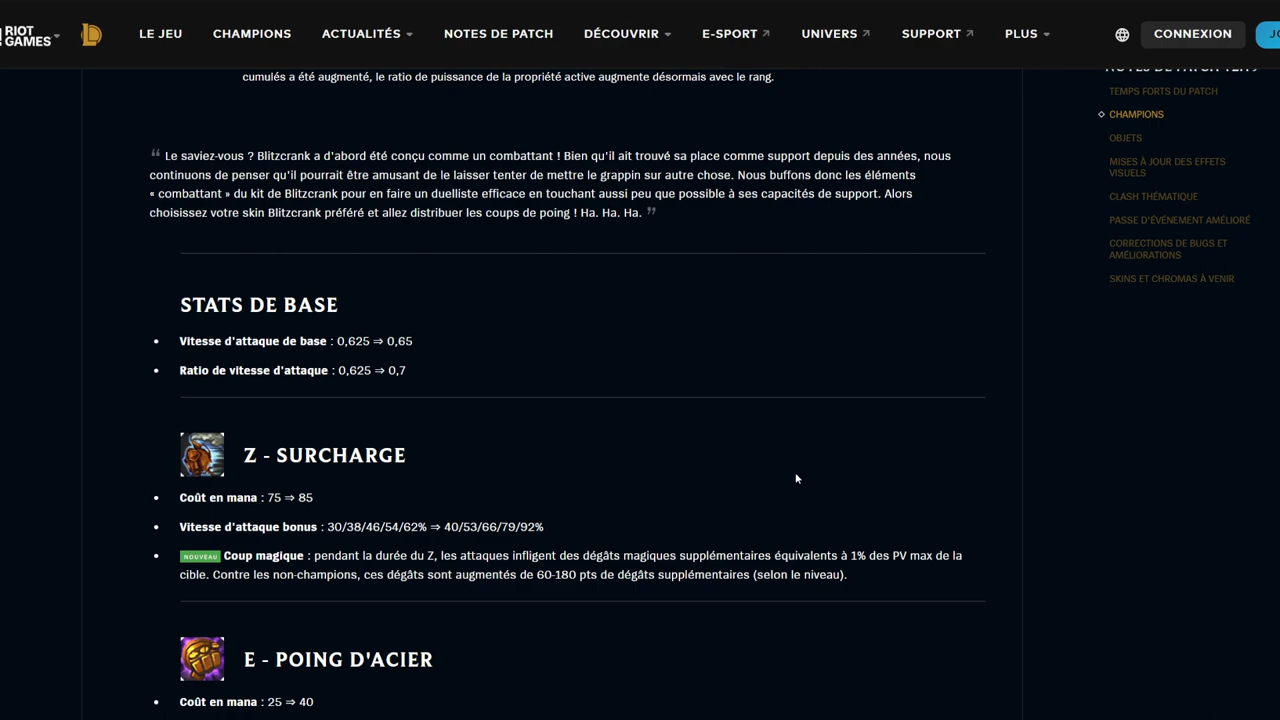 RIOT GAMES
LE JEU CHAMPIONS ACTUALITÉS NOTES DE PATCH DÉCOUVRIR E-SPORT UNIVERS SUPPORT PLUS CONNEXION
cumulés a été augmenté, le ratio de puissance de la propriété active augmente désormais avec le rang.
“ Le saviez-vous ? Blitzcrank a d'abord été conçu comme un combattant ! Bien qu'il ait trouvé sa place comme support depuis des années, nous
continuons de penser qu'il pourrait être amusant de le laisser tenter de mettre le grappin sur autre chose. Nous buffons donc les éléments
« combattant » du kit de Blitzcrank pour en faire un duelliste efficace en touchant aussi peu que possible à ses capacités de support. Alors
choisissez votre skin Blitzcrank préféré et allez distribuer les coups de poing ! Ha. Ha. Ha. ”
STATS DE BASE
• Vitesse d'attaque de base : 0,625 ⇒ 0,65
• Ratio de vitesse d'attaque : 0,625 ⇒ 0,7
Z - SURCHARGE
• Coût en mana : 75 ⇒ 85
• Vitesse d'attaque bonus : 30/38/46/54/62% ⇒ 40/53/66/79/92%
• NOUVEAU Coup magique : pendant la durée du Z, les attaques infligent des dégâts magiques supplémentaires équivalents à 1% des PV max de la
cible. Contre les non-champions, ces dégâts sont augmentés de 60-180 pts de dégâts supplémentaires (selon le niveau).
E - POING D'ACIER
• Coût en mana : 25 ⇒ 40
TEMPS FORTS DU PATCH
CHAMPIONS
OBJETS
MISES À JOUR DES EFFETS
VISUELS
CLASH THÉMATIQUE
PASSE D'ÉVÉNEMENT AMÉLIORÉ
CORRECTIONS DE BUGS ET
AMÉLIORATIONS
SKINS ET CHROMAS À VENIR